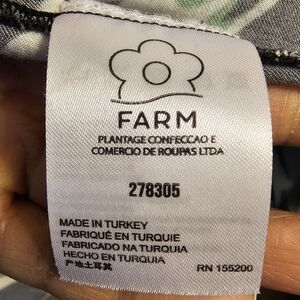 FARM
PLANTAGE CONFECCAO E
COMERCIO DE ROUPAS LTDA
278305
MADE IN TURKEY
FABRIQUÉ EN TURQUIE
FABRICADO NA TURQUIA
HECHO EN TURQUIA
产地土耳其
RN 155200